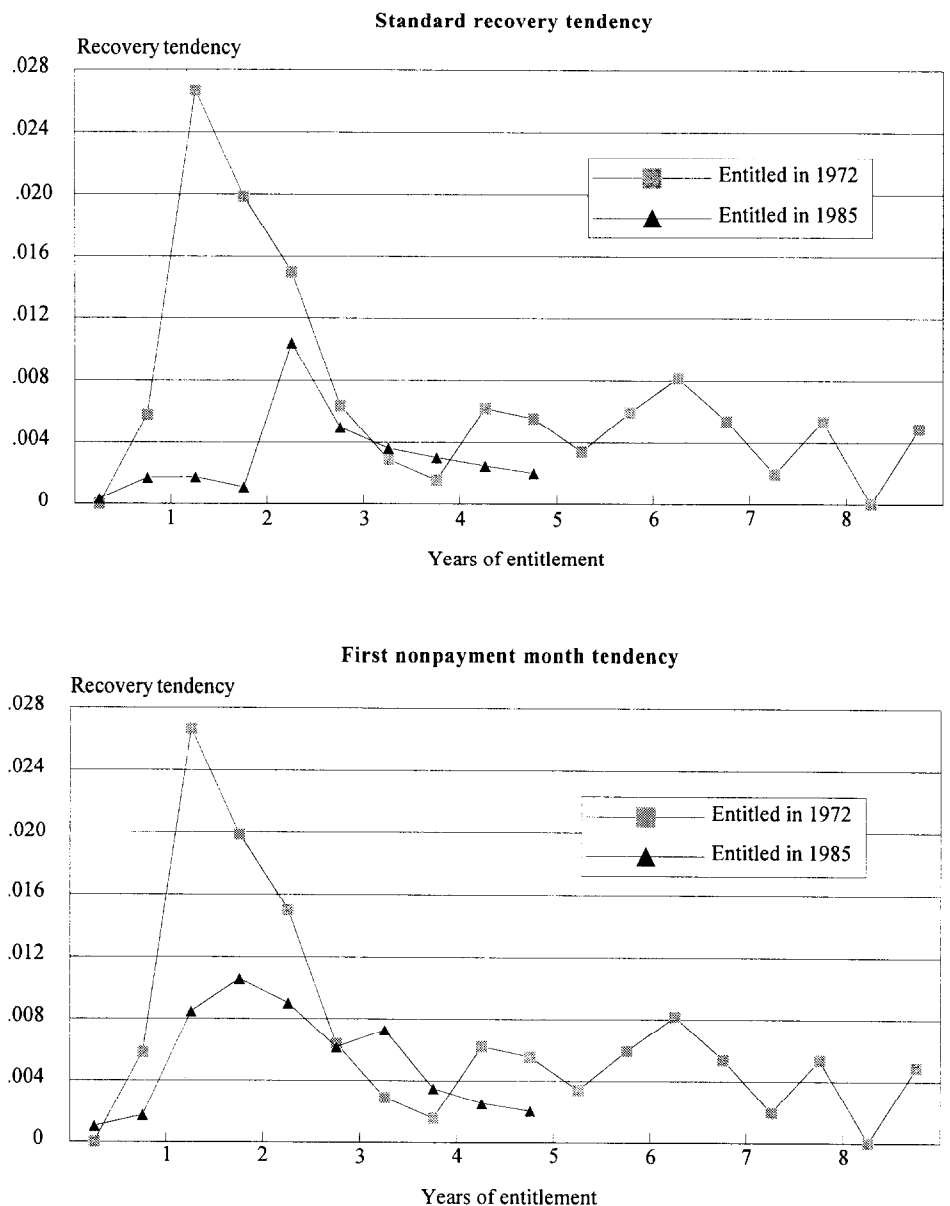 Standard recovery tendency
Recovery tendency
.028
.024
.020
.016
.012
.008
.004
0
Entitled in 1972
Entitled in 1985
1 2 3 4 5 6 7 8
Years of entitlement
First nonpayment month tendency
Recovery tendency
.028
.024
.020
.016
.012
.008
.004
0
Entitled in 1972
Entitled in 1985
1 2 3 4 5 6 7 8
Years of entitlement